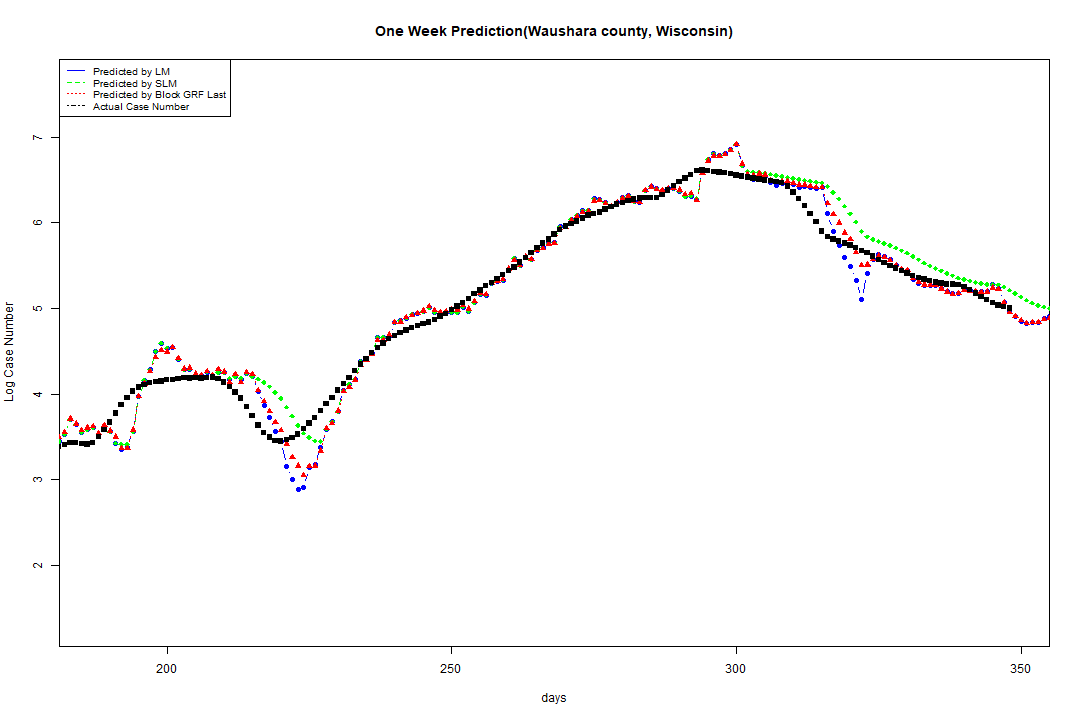 One Week Prediction(Waushara county, Wisconsin)
Predicted by LM
Predicted by SLM
Predicted by Block GRF Last
Actual Case Number
Log Case Number
7
6
5
4
3
2
200
250
300
350
days